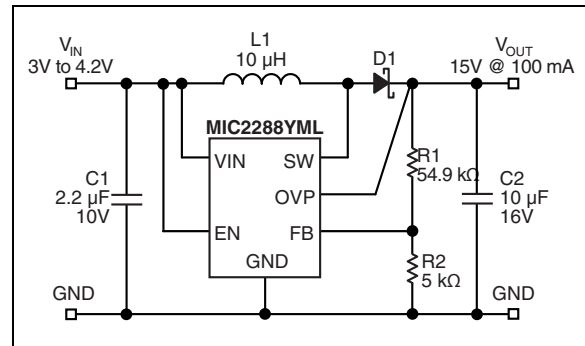 V_IN
3V to 4.2V
L1
10 µH
D1
V_OUT
15V @ 100 mA
MIC2288YML
VIN
SW
OVP
EN
FB
GND
C1
2.2 µF
10V
R1
54.9 kΩ
C2
10 µF
16V
R2
5 kΩ
GND
GND